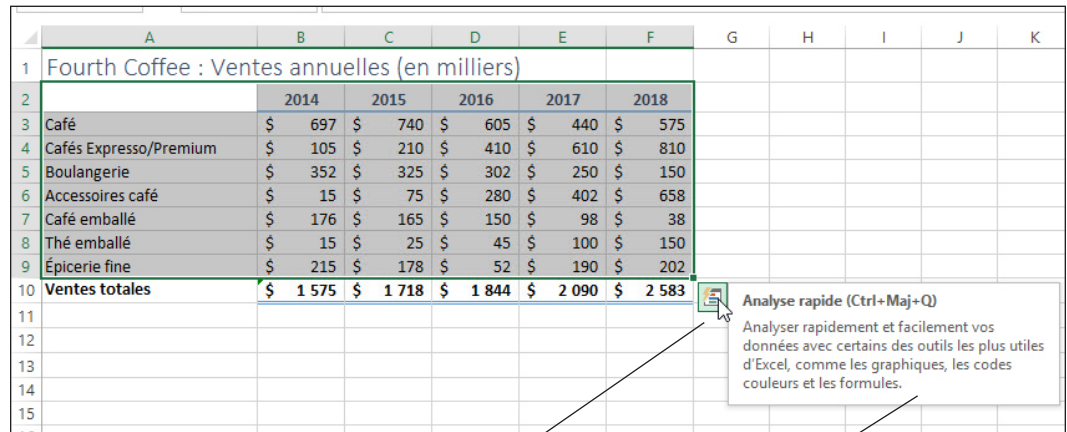 A B C D E F G H I J K
1 Fourth Coffee : Ventes annuelles (en milliers)
2 2014 2015 2016 2017 2018
3 Café $ 697 $ 740 $ 605 $ 440 $ 575
4 Cafés Expresso/Premium $ 105 $ 210 $ 410 $ 610 $ 810
5 Boulangerie $ 352 $ 325 $ 302 $ 250 $ 150
6 Accessoires café $ 15 $ 75 $ 280 $ 402 $ 658
7 Café emballé $ 176 $ 165 $ 150 $ 98 $ 38
8 Thé emballé $ 15 $ 25 $ 45 $ 100 $ 150
9 Épicerie fine $ 215 $ 178 $ 52 $ 190 $ 202
10 Ventes totales $ 1 575 $ 1 718 $ 1 844 $ 2 090 $ 2 583
11
12
13
14
15
Analyse rapide (Ctrl+Maj+Q)
Analyser rapidement et facilement vos
données avec certains des outils les plus utiles
d'Excel, comme les graphiques, les codes
couleurs et les formules.